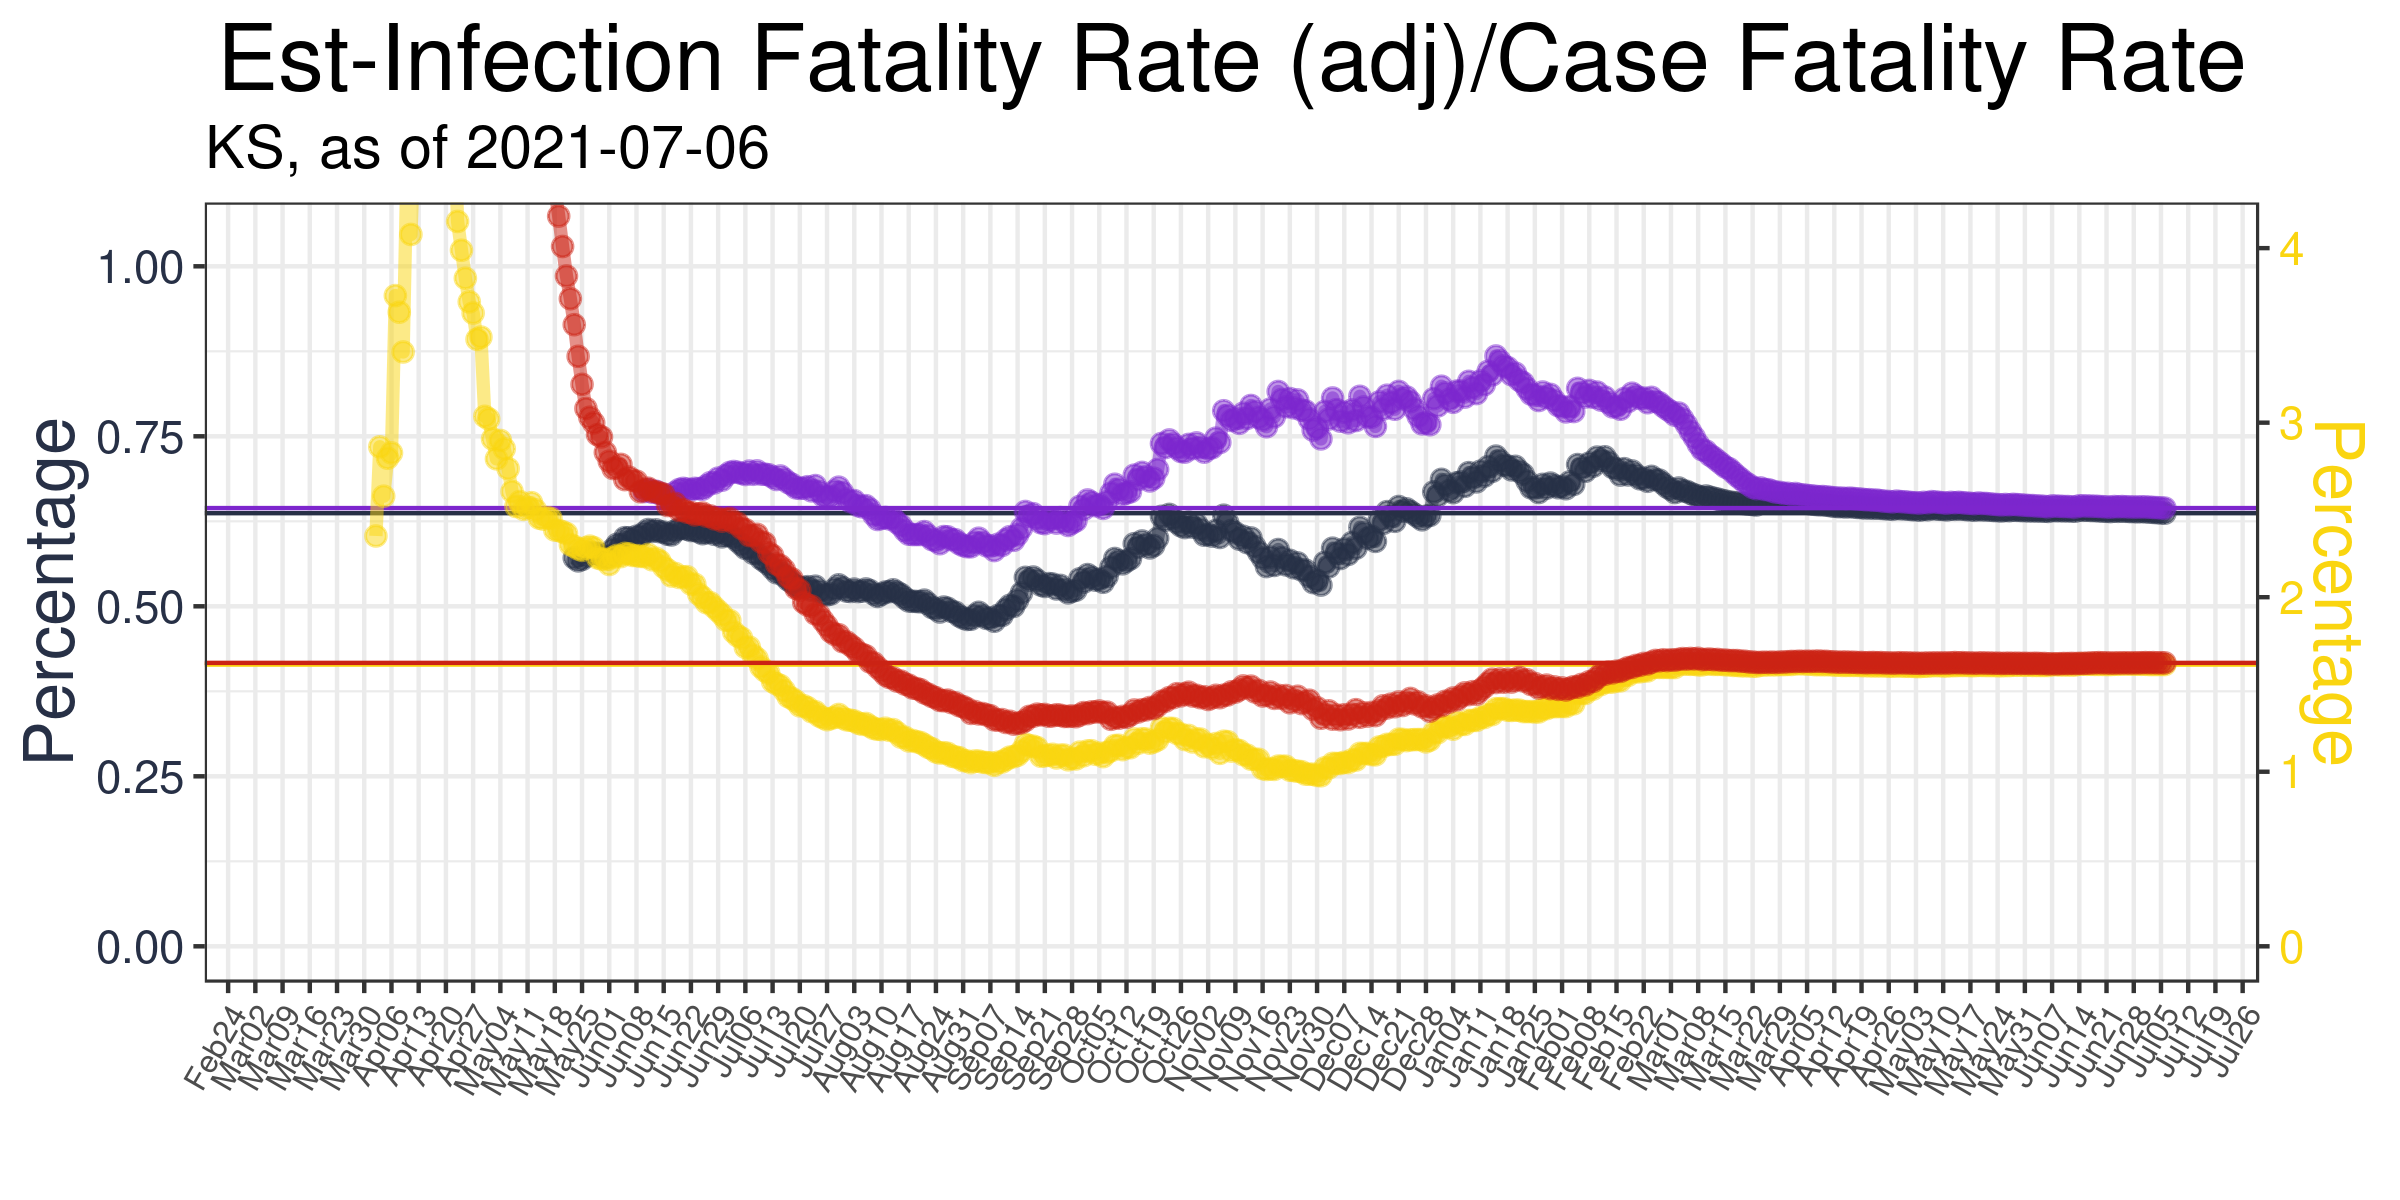 Est-Infection Fatality Rate (adj)/Case Fatality Rate
KS, as of 2021-07-06
Percentage
1.00
0.75
0.50
0.25
0.00
4
3
2
1
0
Percentage
Feb24
Mar02
Mar09
Mar16
Mar23
Mar30
Apr06
Apr13
Apr20
Apr27
May04
May11
May18
May25
Jun01
Jun08
Jun15
Jun22
Jun29
Jul06
Jul13
Jul20
Jul27
Aug03
Aug10
Aug17
Aug24
Aug31
Sep07
Sep14
Sep21
Sep28
Oct05
Oct12
Oct19
Oct26
Nov02
Nov09
Nov16
Nov23
Nov30
Dec07
Dec14
Dec21
Dec28
Jan04
Jan11
Jan18
Jan25
Feb01
Feb08
Feb15
Feb22
Mar01
Mar08
Mar15
Mar22
Mar29
Apr05
Apr12
Apr19
Apr26
May03
May10
May17
May24
May31
Jun07
Jun14
Jun21
Jun28
Jul05
Jul12
Jul19
Jul26